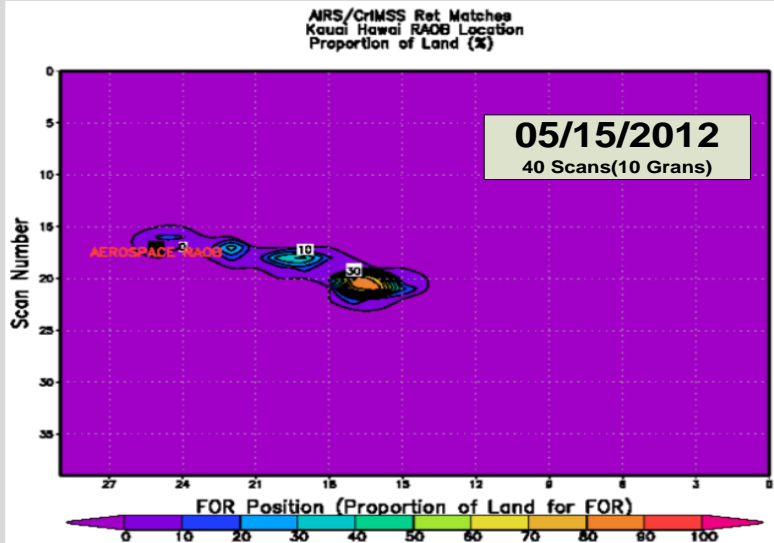 AIRS/CrIMSS Ret Matches
Kauai Hawai RAOB Location
Proportion of Land (%)
05/15/2012
40 Scans(10 Grans)
Scan Number
0
5
10
15
20
25
30
35
AEROSPACE RAOB
10
30
27 24 21 18 15 12 9 6 3 0
FOR Position (Proportion of Land for FOR)
0 10 20 30 40 50 60 70 80 90 100